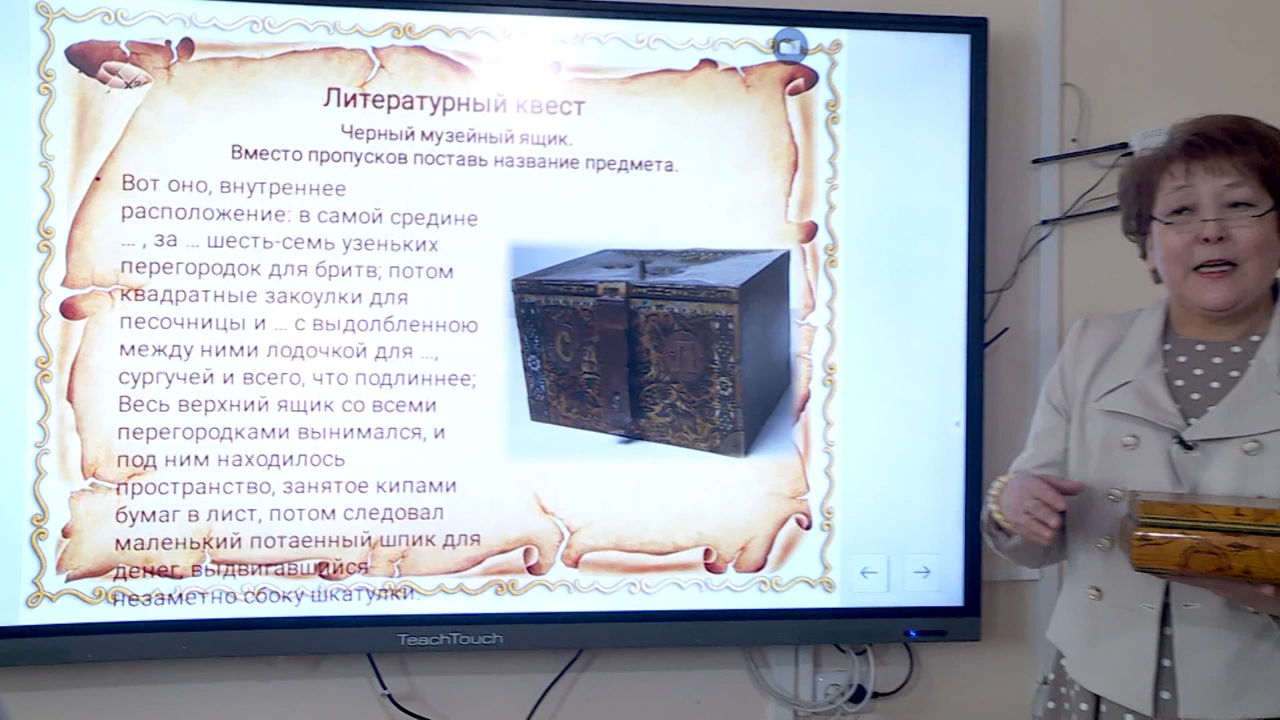 Литературный квест
Черный музейный ящик.
Вместо пропусков поставь название предмета.
Вот оно, внутреннее
расположение: в самой средине
... , за ... шесть-семь узеньких
перегородок для бритв; потом
квадратные закоулки для
песочницы и ... с выдолбленною
между ними лодочкой для ...,
сургучей и всего, что подлиннее;
Весь верхний ящик со всеми
перегородками вынимался, и
под ним находилось
пространство, занятое кипами
бумаг в лист, потом следовал
маленький потаенный шпик для
денег, выдвигавшийся
незаметно сбоку шкатулки.
С П
← →
TeachTouch